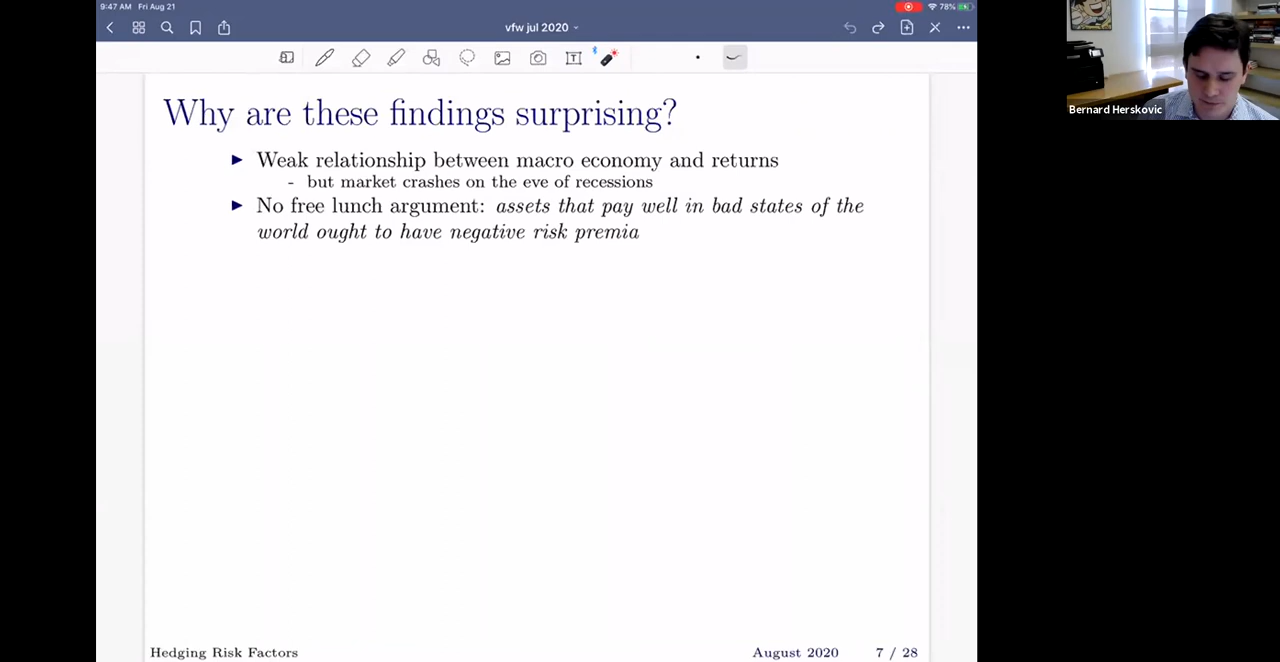 9:47 AM Fri Aug 21
78%
vfw jul 2020
T
Why are these findings surprising?
▶ Weak relationship between macro economy and returns
- but market crashes on the eve of recessions
▶ No free lunch argument: assets that pay well in bad states of the
world ought to have negative risk premia
Hedging Risk Factors
August 2020 7 / 28
Bernard Herskovic